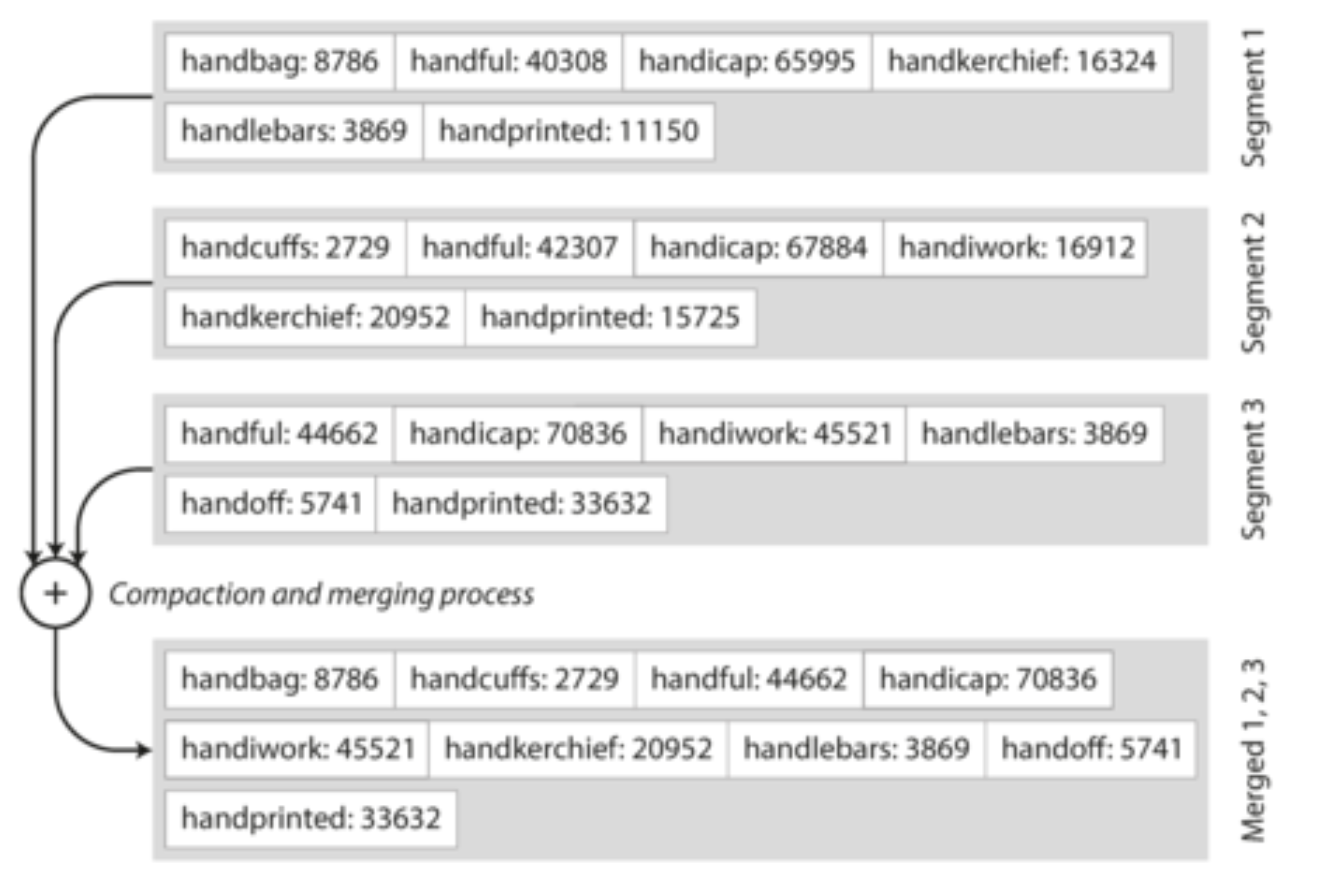 handbag: 8786 handful: 40308 handicap: 65995 handkerchief: 16324
handlebars: 3869 handprinted: 11150
Segment 1
handcuffs: 2729 handful: 42307 handicap: 67884 handiwork: 16912
handkerchief: 20952 handprinted: 15725
Segment 2
handful: 44662 handicap: 70836 handiwork: 45521 handlebars: 3869
handoff: 5741 handprinted: 33632
Segment 3
+ Compaction and merging process
handbag: 8786 handcuffs: 2729 handful: 44662 handicap: 70836
handiwork: 45521 handkerchief: 20952 handlebars: 3869 handoff: 5741
handprinted: 33632
Merged 1, 2, 3